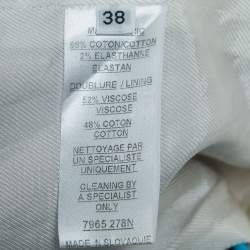 38
98% COTON/COTTON
2% ELASTHANNE
ELASTAN
DOUBLURE / LINING
52% VISCOSE
VISCOSE
48% COTON
COTTON
NETTOYAGE PAR
UN SPECIALISTE
UNIQUEMENT
CLEANING BY
A SPECIALIST
ONLY
7965 278N
MADE IN SLOVAQUIE